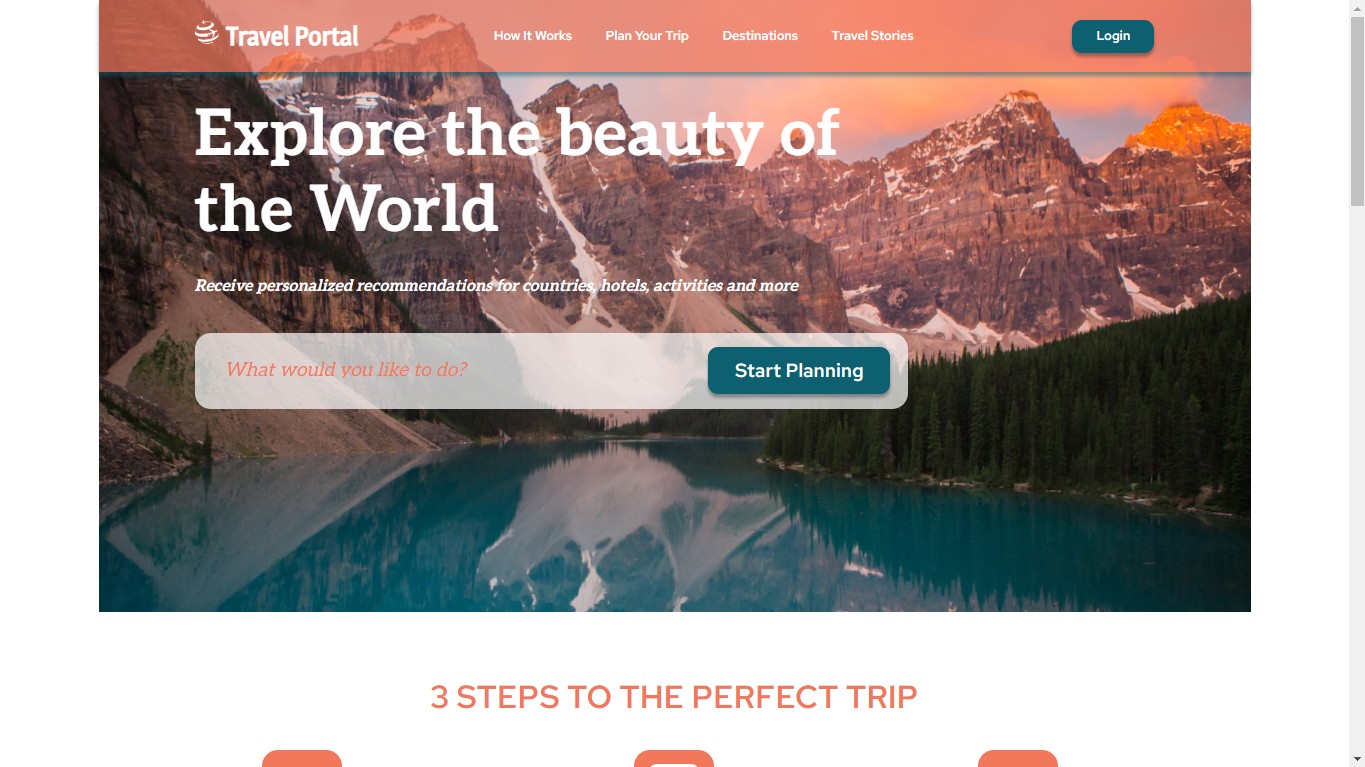 Travel Portal
How It Works
Plan Your Trip
Destinations
Travel Stories
Login
Explore the beauty of
the World
Receive personalized recommendations for countries, hotels, activities and more
What would you like to do?
Start Planning
3 STEPS TO THE PERFECT TRIP